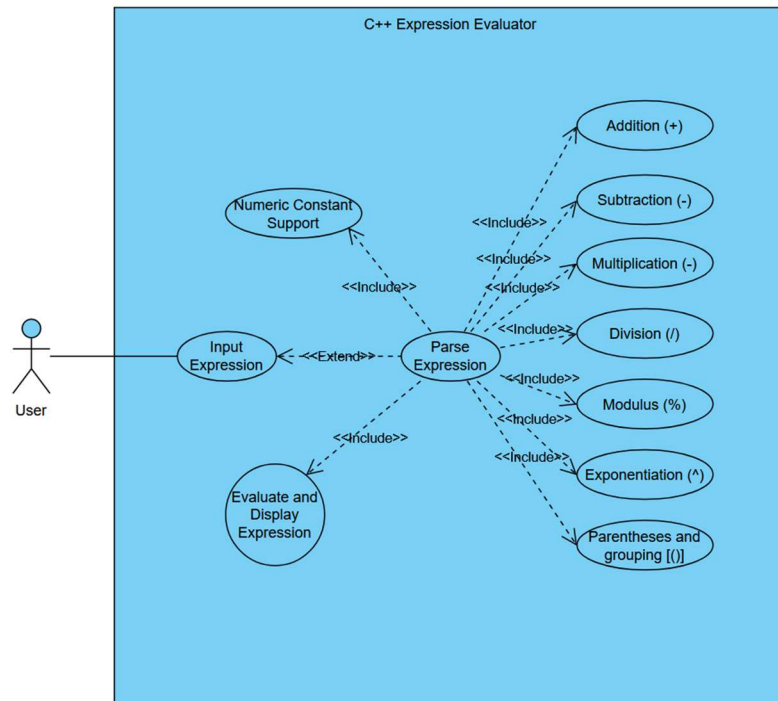 C++ Expression Evaluator
Addition (+)
Numeric Constant
Support
Subtraction (-)
<<Include>>
<<Include>>
Multiplication (-)
<<Include>>
<<Include>>
<<Include>>
Division (/)
User
Input
Expression
<<Extend>>
Parse
Expression
<<Include>>
Modulus (%)
<<Include>>
<<Include>>
<<Include>>
Exponentiation (^)
Evaluate and
Display
Expression
Parentheses and
grouping [()]